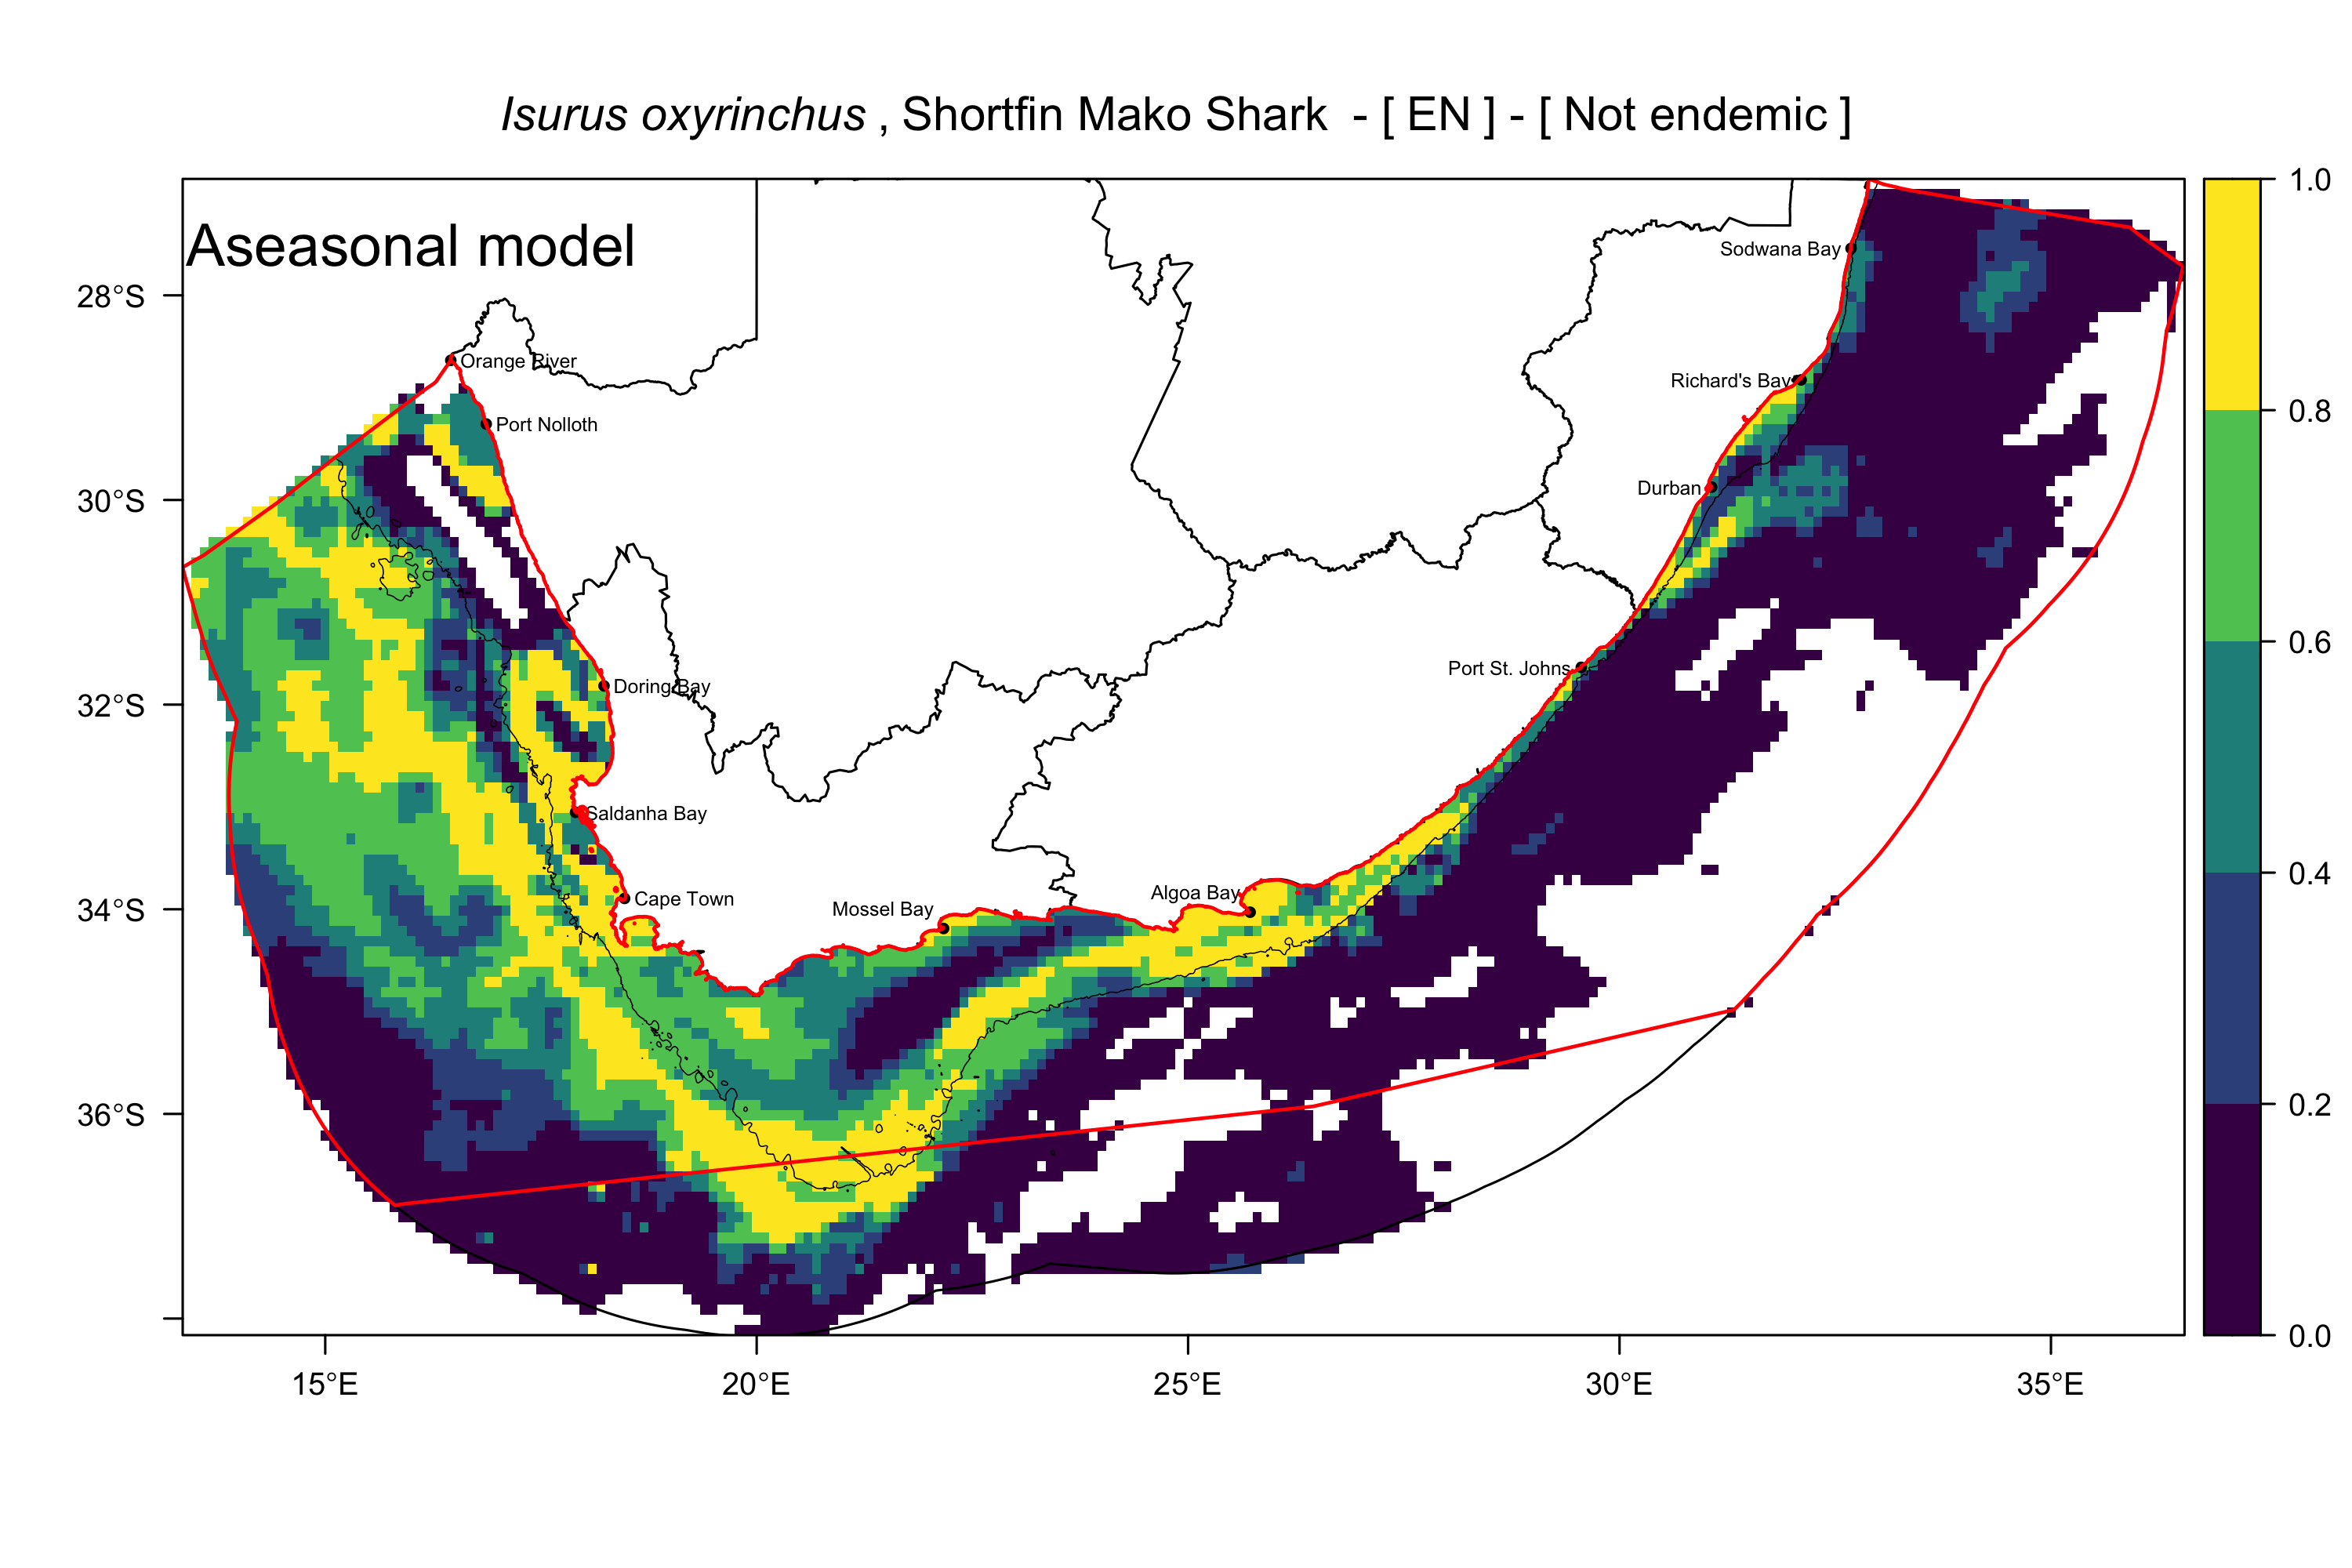 Isurus oxyrinchus , Shortfin Mako Shark - [ EN ] - [ Not endemic ]
Aseasonal model
Sodwana Bay
Orange River
Richard's Bay
Port Nolloth
Durban
Port St. Johns
Doring Bay
Saldanha Bay
Cape Town
Algoa Bay
Mossel Bay
28°S
30°S
32°S
34°S
36°S
15°E
20°E
25°E
30°E
35°E
1.0
0.8
0.6
0.4
0.2
0.0